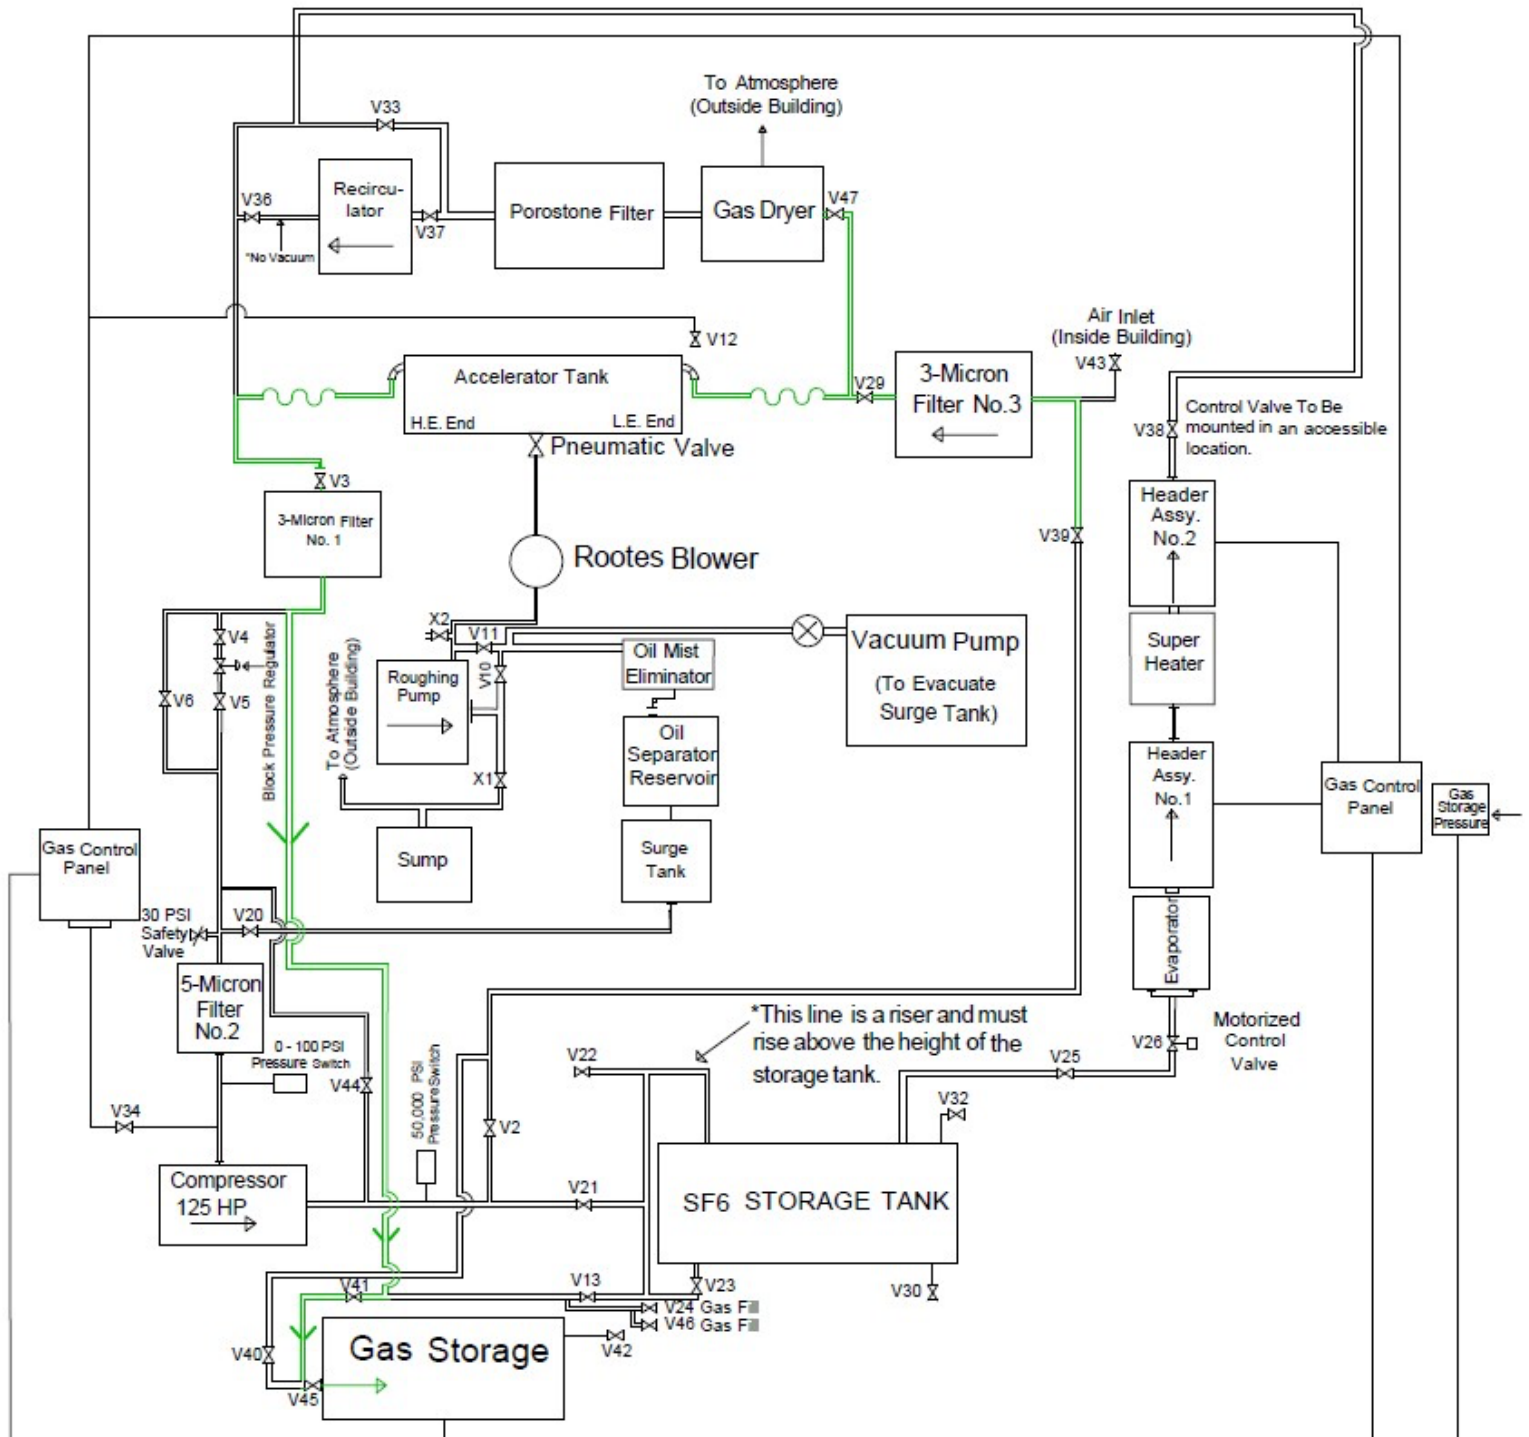 To Atmosphere
(Outside Building)
V33
Recircu-
lator
V36
V37
"No Vacuum
Porostone Filter
Gas Dryer
V47
V12
Air Inlet
(Inside Building)
V43
Accelerator Tank
H.E. End
L.E. End
V29
3-Micron
Filter No.3
Control Valve To Be
mounted in an accessible
location.
V38
Pneumatic Valve
V3
3-Micron Filter
No. 1
Header
Assy.
No.2
V39
Rootes Blower
X2
V11
V10
V4
V5
V6
Block Pressure Regulator
To Atmosphere
(Outside Building)
Roughing
Pump
Oil Mist
Eliminator
Vacuum Pump
(To Evacuate
Surge Tank)
Super
Heater
Oil
Separator
Reservoir
X1
Header
Assy.
No.1
Gas Control
Panel
Gas
Storage
Pressure
Gas Control
Panel
Sump
Surge
Tank
30 PSI
Safety
Valve
V20
Evaporator
5-Micron
Filter
No.2
*This line is a riser and must
rise above the height of the
storage tank.
Motorized
Control
Valve
V26
V25
0 - 100 PSI
Pressure Switch
V44
50,000 PSI
PressureSwitch
V22
V32
V34
V2
Compressor
125 HP
V21
SF6 STORAGE TANK
V41
V13
V23
V30
V24 Gas
V46 Gas
Gas Storage
V42
V40
V45